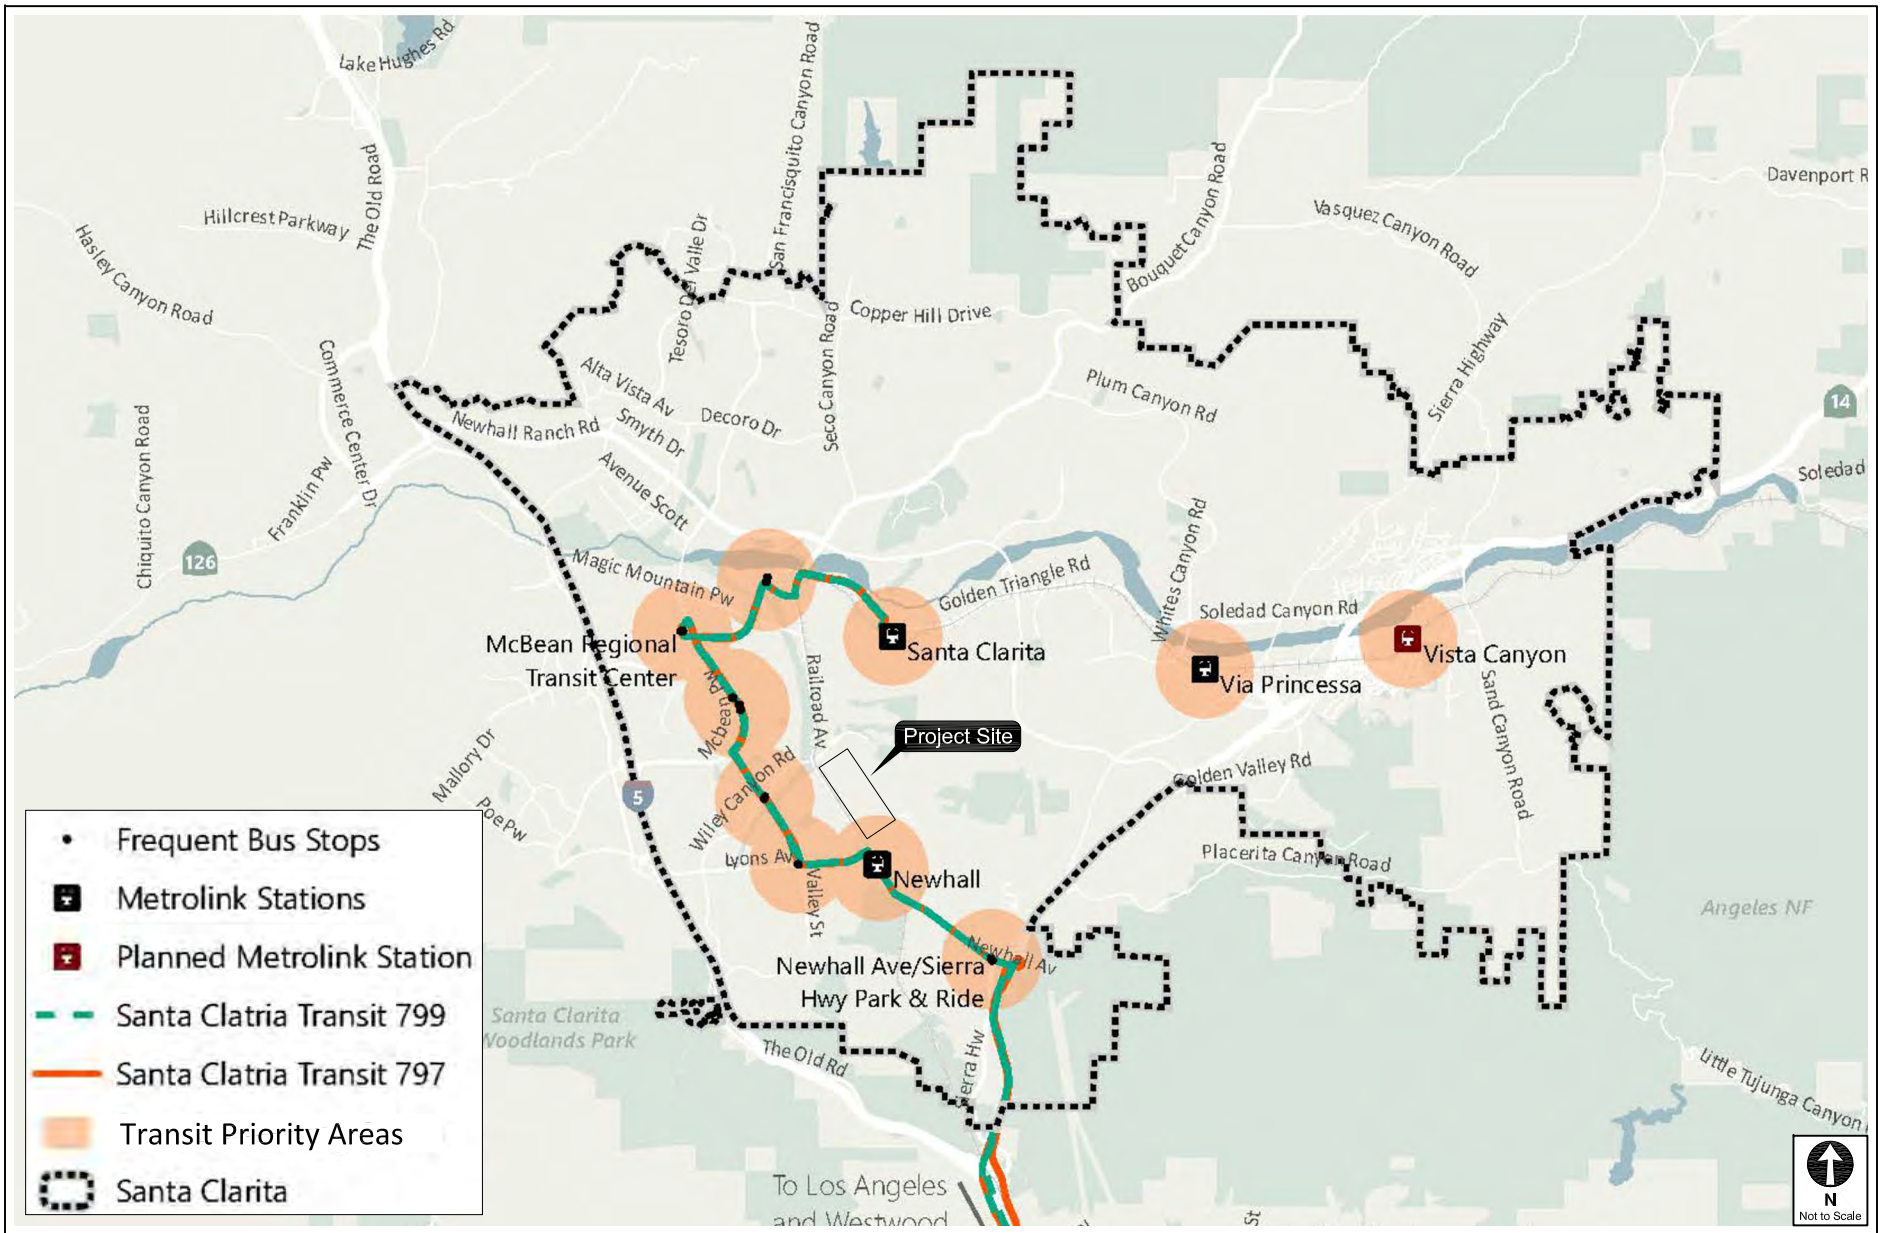 Lake Hughes Rd
The Old Road
Hillcrest Parkway
Hasley Canyon Road
San Francisquito Canyon Road
Tesoro Del Valle Dr
Copper Hill Drive
Seco Canyon Road
Bouquet Canyon Road
Vasquez Canyon Road
Davenport R
Sierra Highway
Plum Canyon Rd
14
Soledad
Commerce Center Dr
Chiquito Canyon Road
Franklin Pw
126
Alta Vista Av
Newhall Ranch Rd
Smyth Dr
Decoro Dr
Avenue Scott
Magic Mountain Pw
Golden Triangle Rd
Whites Canyon Rd
Soledad Canyon Rd
McBean Regional
Transit Center
Santa Clarita
Via Princessa
Vista Canyon
Sand Canyon Road
Mcbean Pw
Railroad Av
Project Site
Golden Valley Rd
Mallory Dr
Poe Pw
5
Wiley Canyon Rd
Lyons Av
Valley St
Newhall
Placerita Canyon Road
Angeles NF
Newhall Av
Newhall Ave/Sierra
Hwy Park & Ride
Santa Clarita
Woodlands Park
The Old Rd
Sierra Hw
Little Tujunga Canyon
To Los Angeles
and Westwood
St
Frequent Bus Stops
Metrolink Stations
Planned Metrolink Station
Santa Clatria Transit 799
Santa Clatria Transit 797
Transit Priority Areas
Santa Clarita
N
Not to Scale